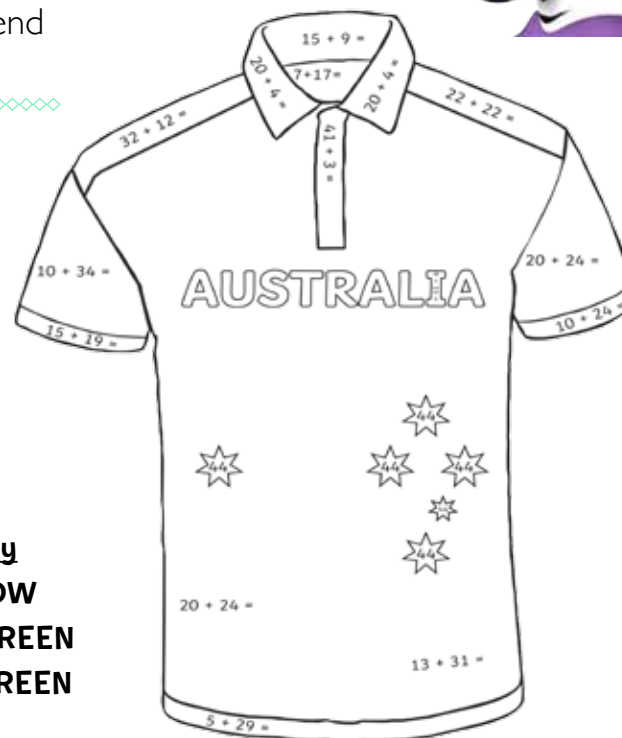 end
15 + 9 =
20 + 4 =
7+17=
20 + 4 =
32 + 12 =
22 + 22 =
41 + 3 =
10 + 34 =
20 + 24 =
AUSTRALIA
15 + 19 =
10 + 24 =
44
44
44
44
44
20 + 24 =
13 + 31 =
5 + 29 =
y
OW
REEN
REEN